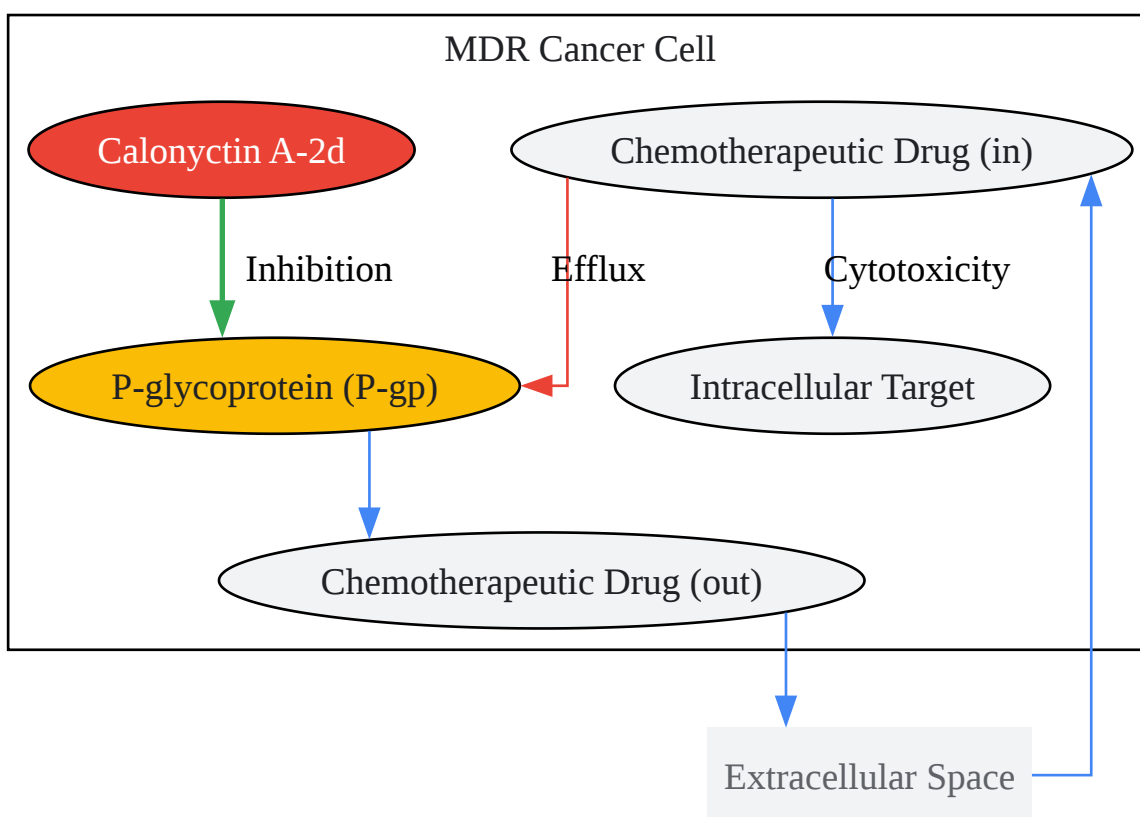 MDR Cancer Cell
Calonyctin A-2d
Chemotherapeutic Drug (in)
Inhibition
Efflux
Cytotoxicity
P-glycoprotein (P-gp)
Intracellular Target
Chemotherapeutic Drug (out)
Extracellular Space